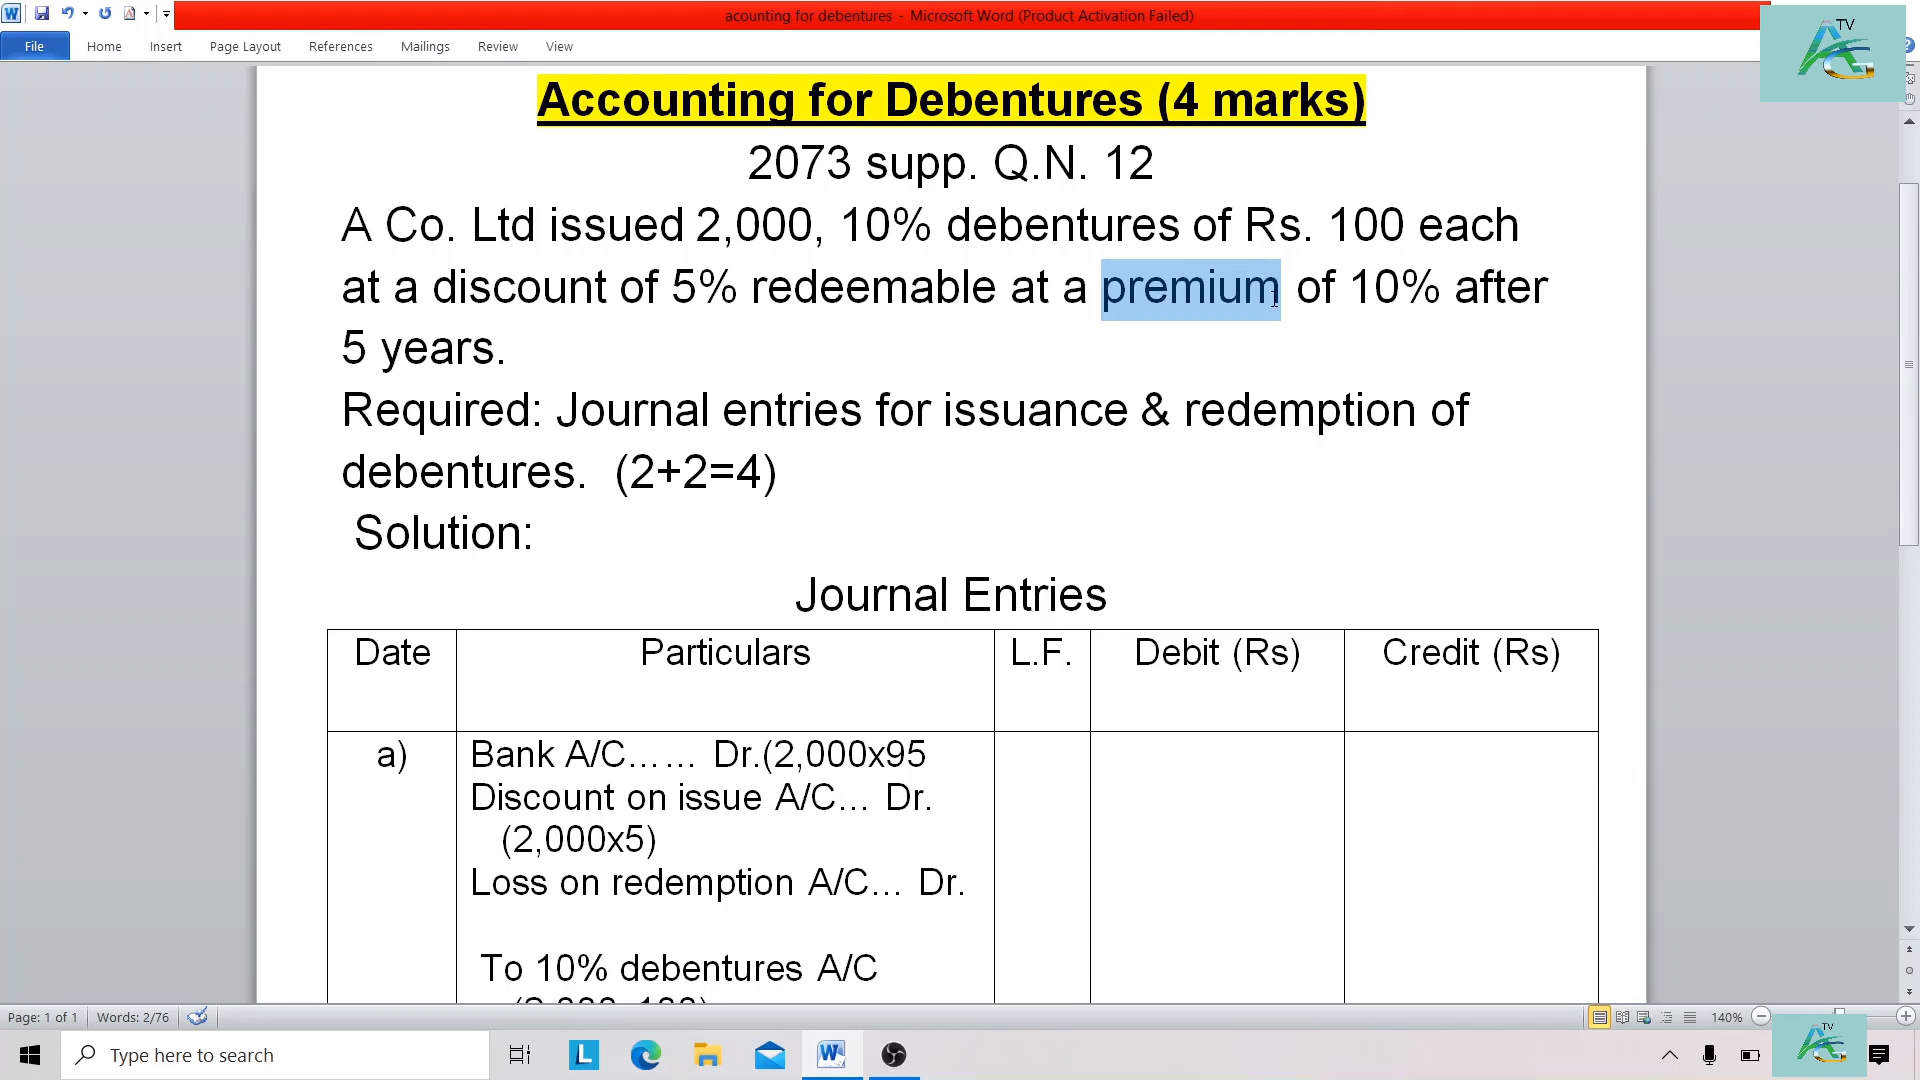 acounting for debentures - Microsoft Word (Product Activation Failed)
TV
File Home Insert Page Layout References Mailings Review View
Accounting for Debentures (4 marks)
2073 supp. Q.N. 12
A Co. Ltd issued 2,000, 10% debentures of Rs. 100 each
at a discount of 5% redeemable at a premium of 10% after
5 years.
Required: Journal entries for issuance & redemption of
debentures. (2+2=4)
Solution:
Journal Entries
Date Particulars L.F. Debit (Rs) Credit (Rs)
a) Bank A/C…… Dr.(2,000x95
Discount on issue A/C… Dr.
(2,000x5)
Loss on redemption A/C… Dr.
To 10% debentures A/C
Page: 1 of 1 Words: 2/76 140%
Type here to search
TV